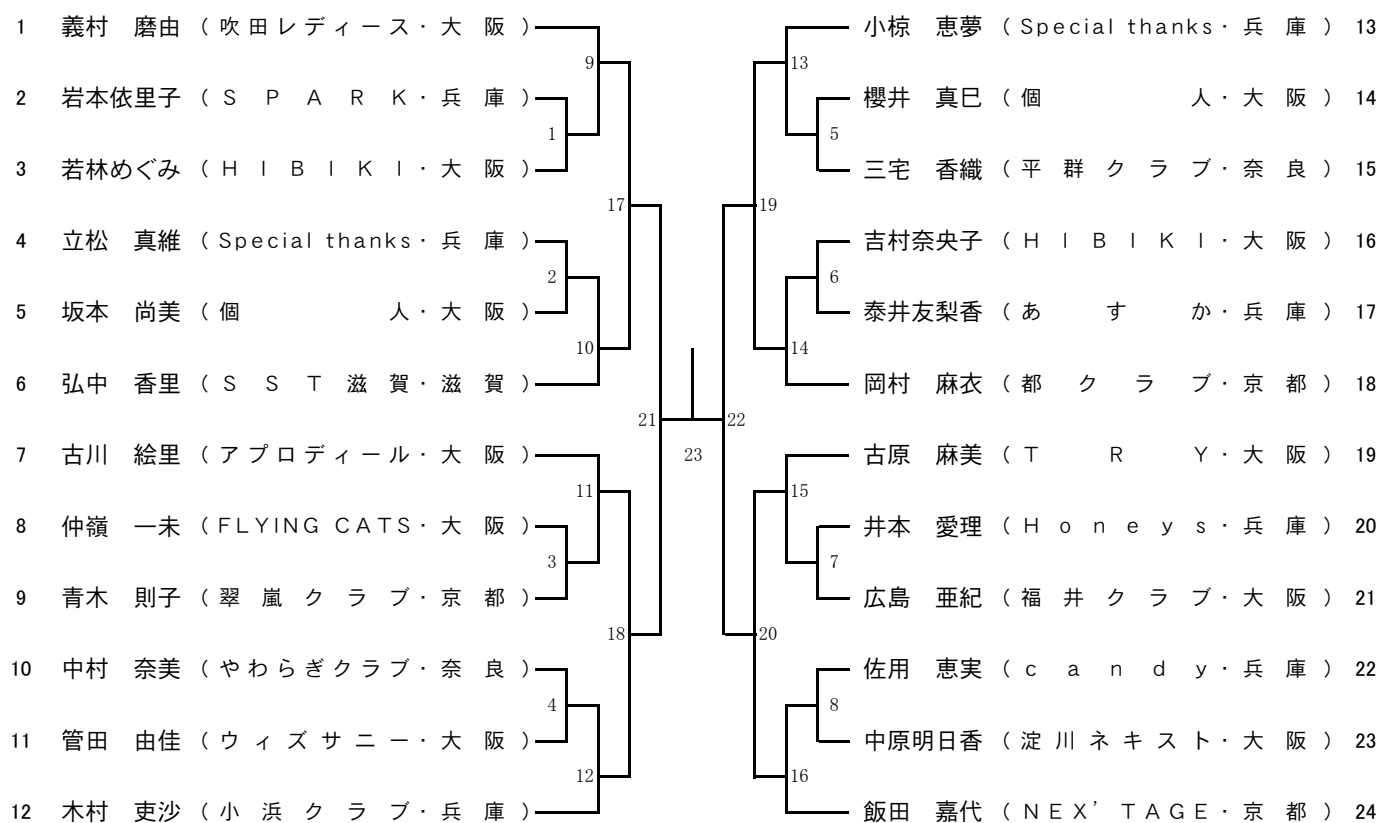 1 義村 磨由 ( 吹田レディース・大 阪 )
9
2 岩本依里子 ( S P A R K・兵 庫 )
1
3 若林めぐみ ( H I B I K I・大 阪 )
17
4 立松 真維 ( Special thanks・兵 庫 )
2
5 坂本 尚美 ( 個 人・大 阪 )
10
6 弘中 香里 ( S S T 滋 賀・滋 賀 )
21
7 古川 絵里 ( アプロディール・大 阪 )
11
8 仲嶺 一未 ( FLYING CATS・大 阪 )
3
9 青木 則子 ( 翠 嵐 ク ラ ブ・京 都 )
18
10 中村 奈美 ( やわらぎクラブ・奈 良 )
4
11 管田 由佳 ( ウ ィ ズ サ ニ ー・大 阪 )
12
12 木村 吏沙 ( 小 浜 ク ラ ブ・兵 庫 )
23
小椋 恵夢 ( Special thanks・兵 庫 ) 13
13
櫻井 真巳 ( 個 人・大 阪 ) 14
5
三宅 香織 ( 平 群 ク ラ ブ・奈 良 ) 15
19
吉村奈央子 ( H I B I K I・大 阪 ) 16
6
泰井友梨香 ( あ す か・兵 庫 ) 17
14
岡村 麻衣 ( 都 ク ラ ブ・京 都 ) 18
22
古原 麻美 ( T R Y・大 阪 ) 19
15
井本 愛理 ( H o n e y s・兵 庫 ) 20
7
広島 亜紀 ( 福 井 ク ラ ブ・大 阪 ) 21
20
佐用 恵実 ( c a n d y・兵 庫 ) 22
8
中原明日香 ( 淀 川 ネ キ ス ト・大 阪 ) 23
16
飯田 嘉代 ( NEX' TAGE・京 都 ) 24